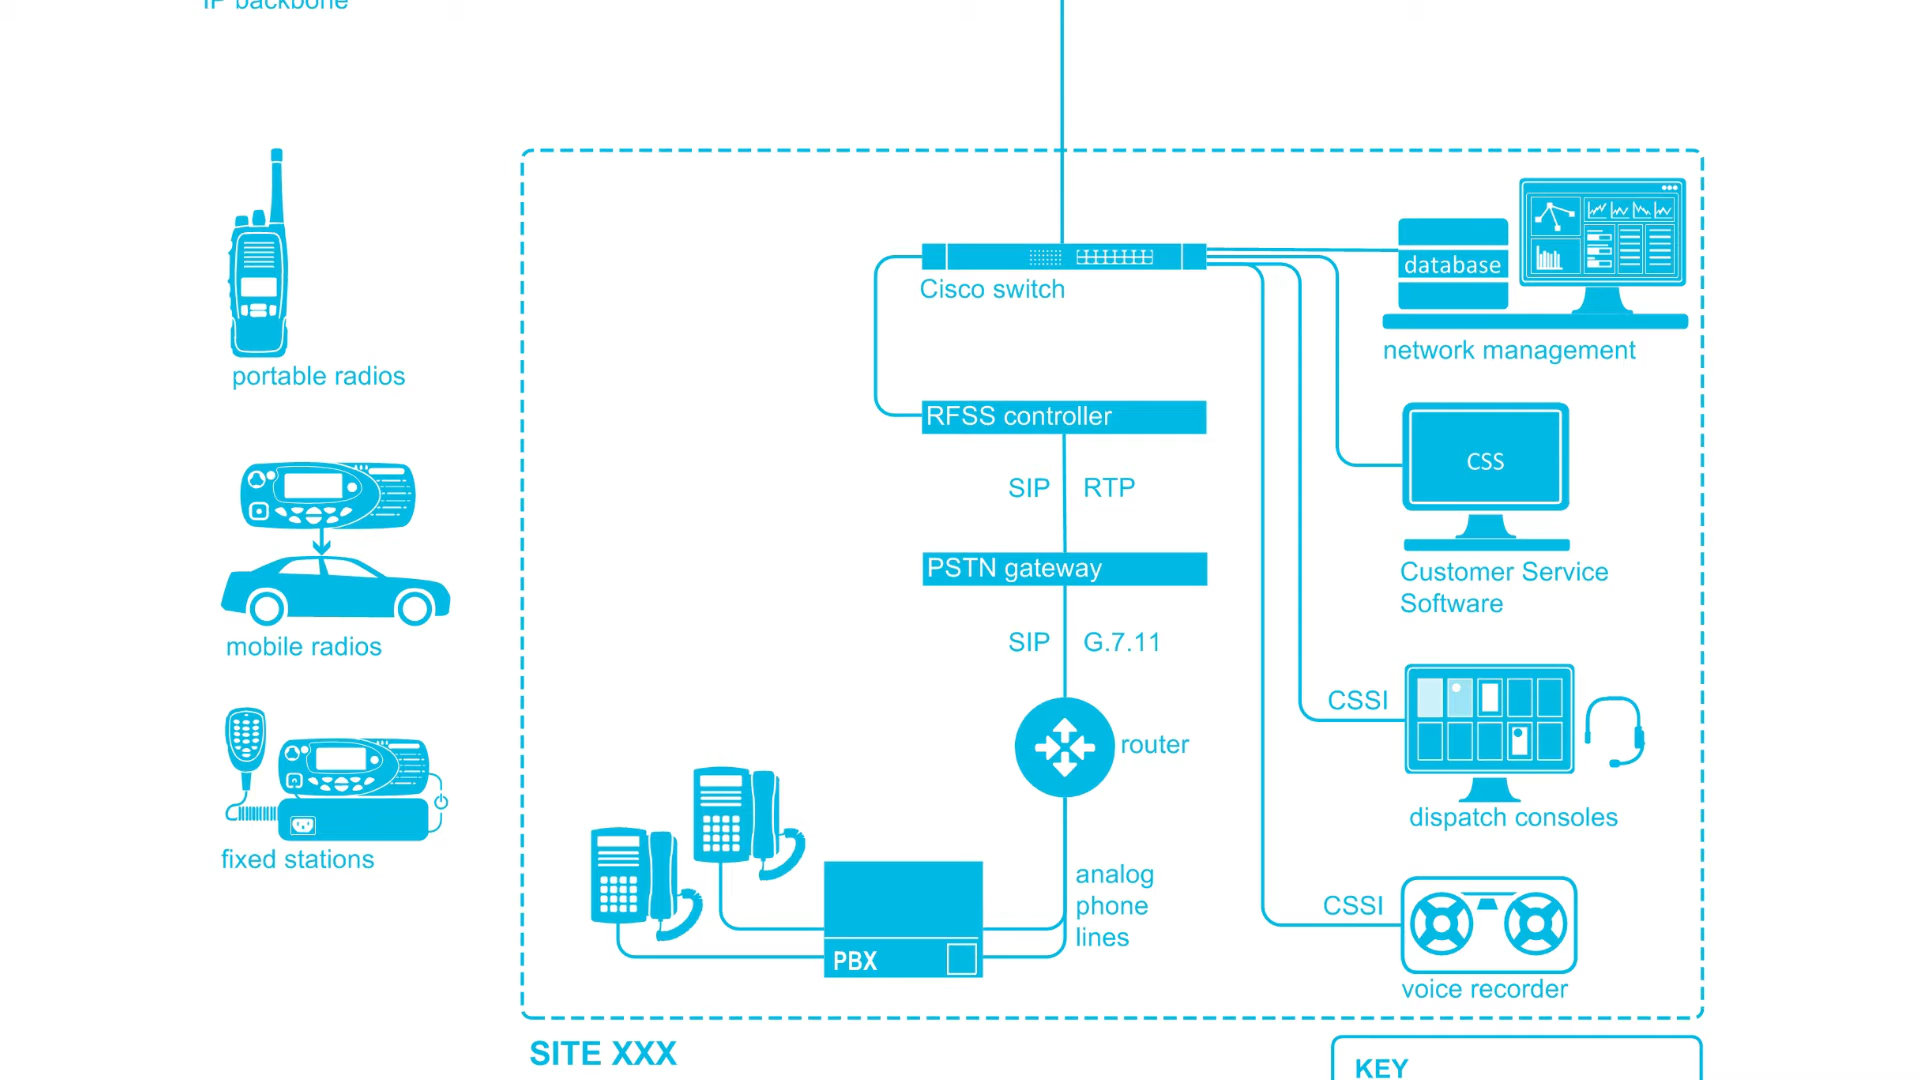 IP backbone
portable radios
mobile radios
fixed stations
Cisco switch
RFSS controller
SIP RTP
PSTN gateway
SIP G.7.11
router
analog
phone
lines
PBX
database
network management
CSS
Customer Service
Software
CSSI
dispatch consoles
CSSI
voice recorder
SITE XXX
KEY